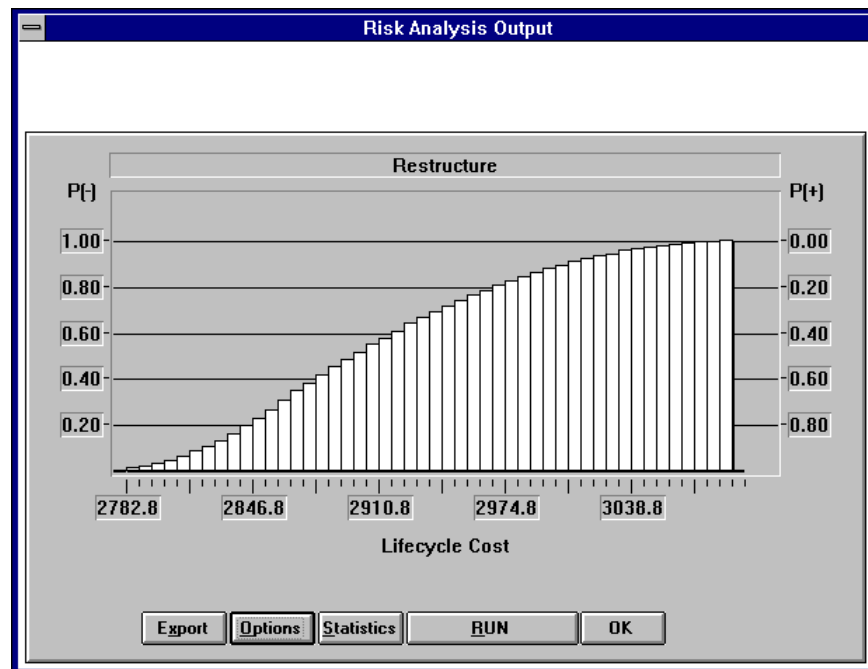 Risk Analysis Output
Restructure
P(-) P(+)
1.00 0.00
0.80 0.20
0.60 0.40
0.40 0.60
0.20 0.80
2782.8 2846.8 2910.8 2974.8 3038.8
Lifecycle Cost
Export Options Statistics RUN OK